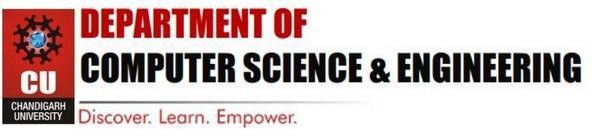 DEPARTMENT OF
COMPUTER SCIENCE & ENGINEERING
CU
CHANDIGARH
UNIVERSITY
Discover. Learn. Empower.